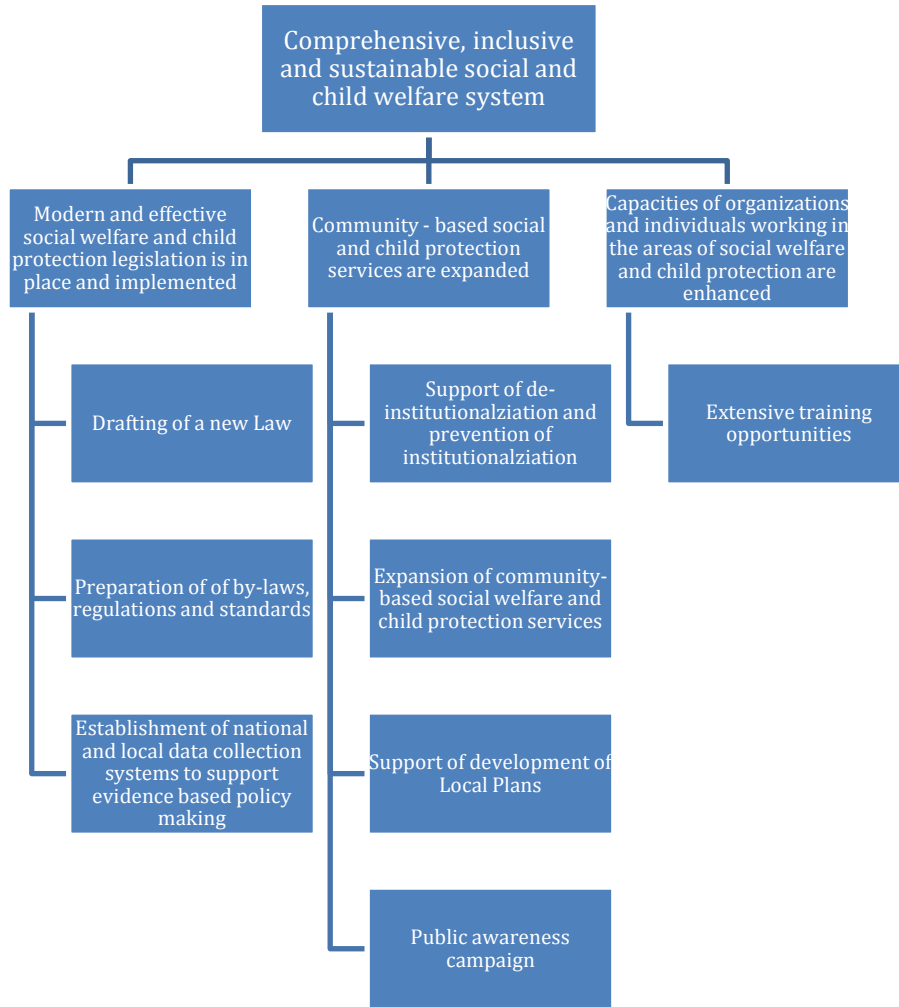 Comprehensive, inclusive
and sustainable social and
child welfare system
Modern and effective
social welfare and child
protection legislation is in
place and implemented
Community - based social
and child protection
services are expanded
Capacities of organizations
and individuals working in
the areas of social welfare
and child protection are
enhanced
Drafting of a new Law
Preparation of of by-laws,
regulations and standards
Establishment of national
and local data collection
systems to support
evidence based policy
making
Support of de-
institutionalziation and
prevention of
institutionalziation
Expansion of community-
based social welfare and
child protection services
Support of development of
Local Plans
Public awareness
campaign
Extensive training
opportunities